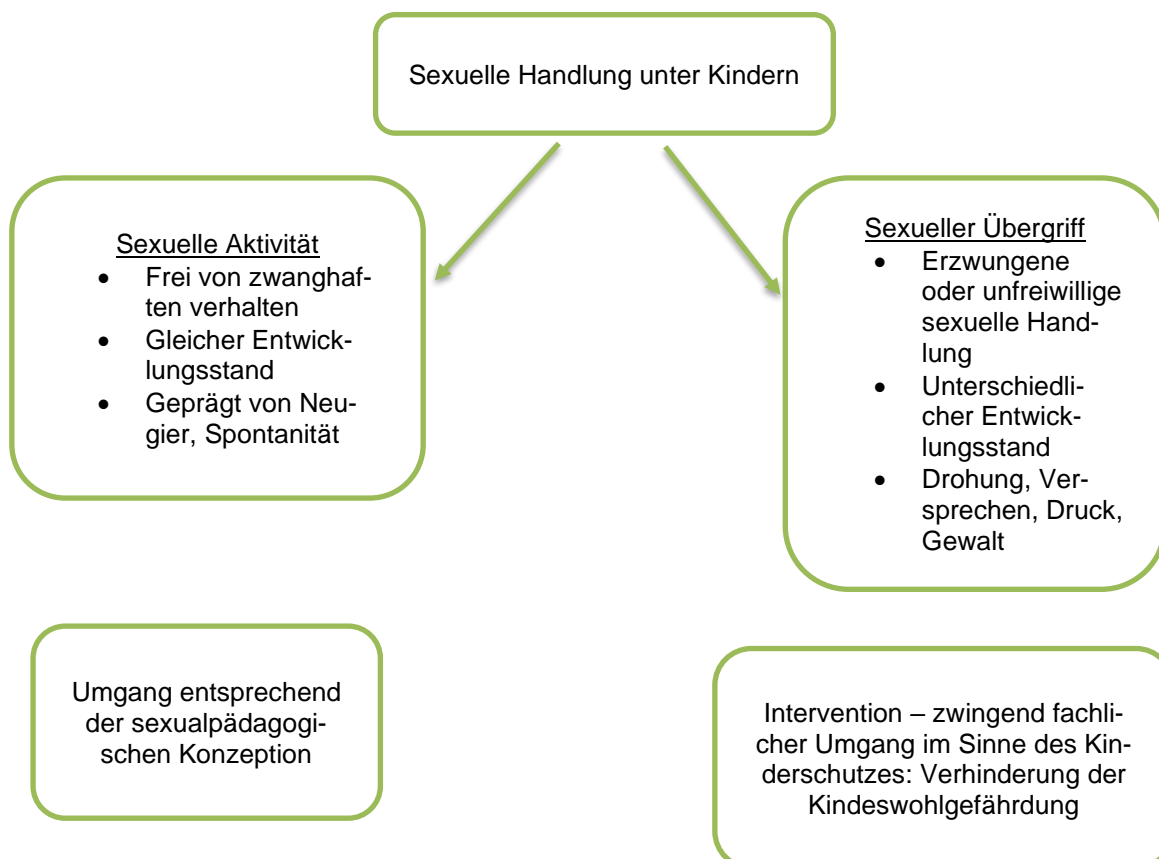 Sexuelle Handlung unter Kindern
Sexuelle Aktivität
• Frei von zwanghaf-
ten verhalten
• Gleicher Entwick-
lungsstand
• Geprägt von Neu-
gier, Spontanität
Sexueller Übergriff
• Erzwungene
oder unfreiwillige
sexuelle Hand-
lung
• Unterschiedli-
cher Entwick-
lungsstand
• Drohung, Ver-
sprechen, Druck,
Gewalt
Umgang entsprechend
der sexualpädagogi-
schen Konzeption
Intervention – zwingend fachli-
cher Umgang im Sinne des Kin-
derschutzes: Verhinderung der
Kindeswohlgefährdung